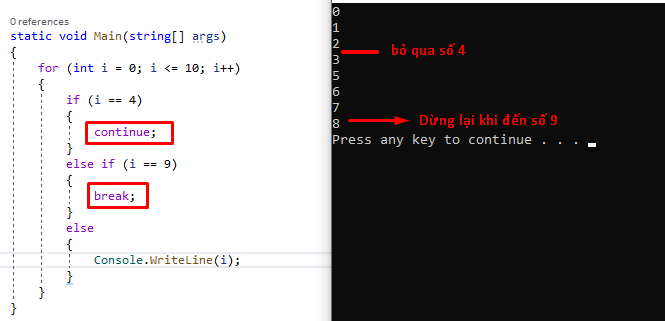 0 references
static void Main(string[] args)
{
for (int i = 0; i <= 10; i++)
{
if (i == 4)
{
continue;
}
else if (i == 9)
{
break;
}
else
{
Console.WriteLine(i);
}
}
}
0
1
2
3
5
6
7
8
Press any key to continue . . .
bỏ qua số 4
Dừng lại khi đến số 9